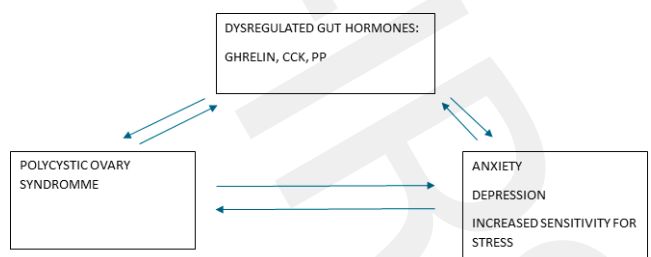 DYSREGULATED GUT HORMONES:
GHRELIN, CCK, PP
POLYCYSTIC OVARY
SYNDROMME
ANXIETY
DEPRESSION
INCREASED SENSITIVITY FOR
STRESS